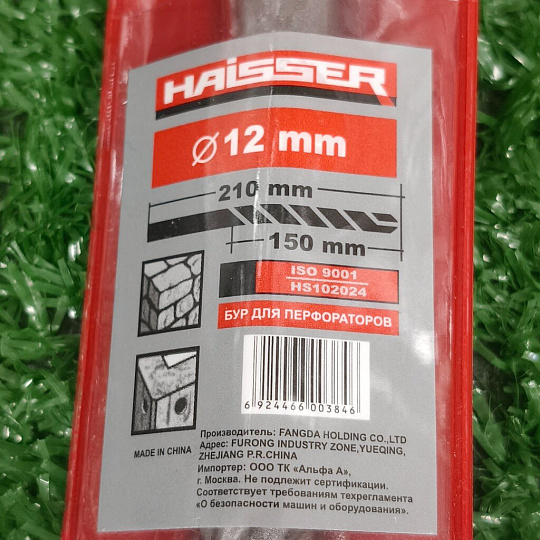 HAISSER
Ø 12 mm
210 mm
150 mm
ISO 9001
HS102024
БУР ДЛЯ ПЕРФОРАТОРОВ
6 924466 003846
MADE IN CHINA
Производитель: FANGDA HOLDING CO.,LTD
Адрес: FURONG INDUSTRY ZONE,YUEQING,
ZHEJIANG P.R.CHINA
Импортер: ООО ТК «Альфа А»,
г. Москва. Не подлежит сертификации.
Соответствует требованиям техрегламента
«О безопасности машин и оборудования».